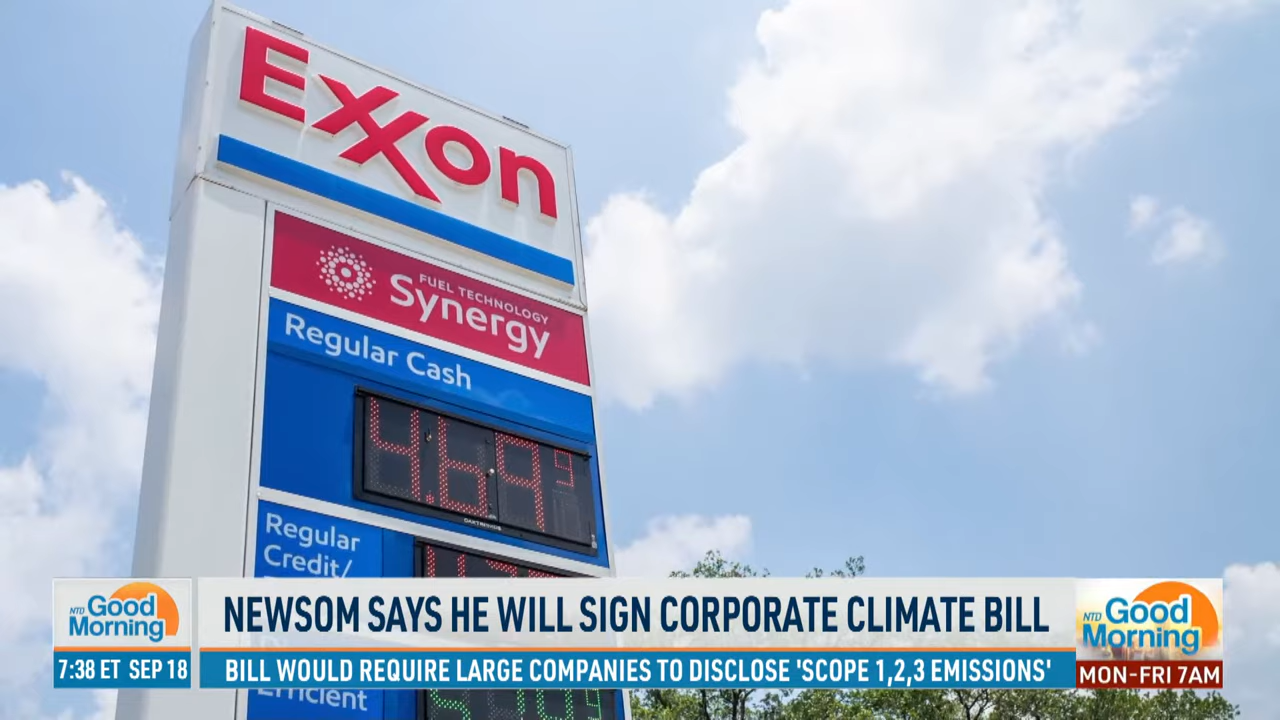 Exxon
FUEL TECHNOLOGY
Synergy
Regular Cash
4.69 9
Regular
Credit/
Efficient
NTD
Good
Morning
7:38 ET SEP 18
NEWSOM SAYS HE WILL SIGN CORPORATE CLIMATE BILL
BILL WOULD REQUIRE LARGE COMPANIES TO DISCLOSE 'SCOPE 1,2,3 EMISSIONS'
NTD
Good
Morning
MON-FRI 7AM